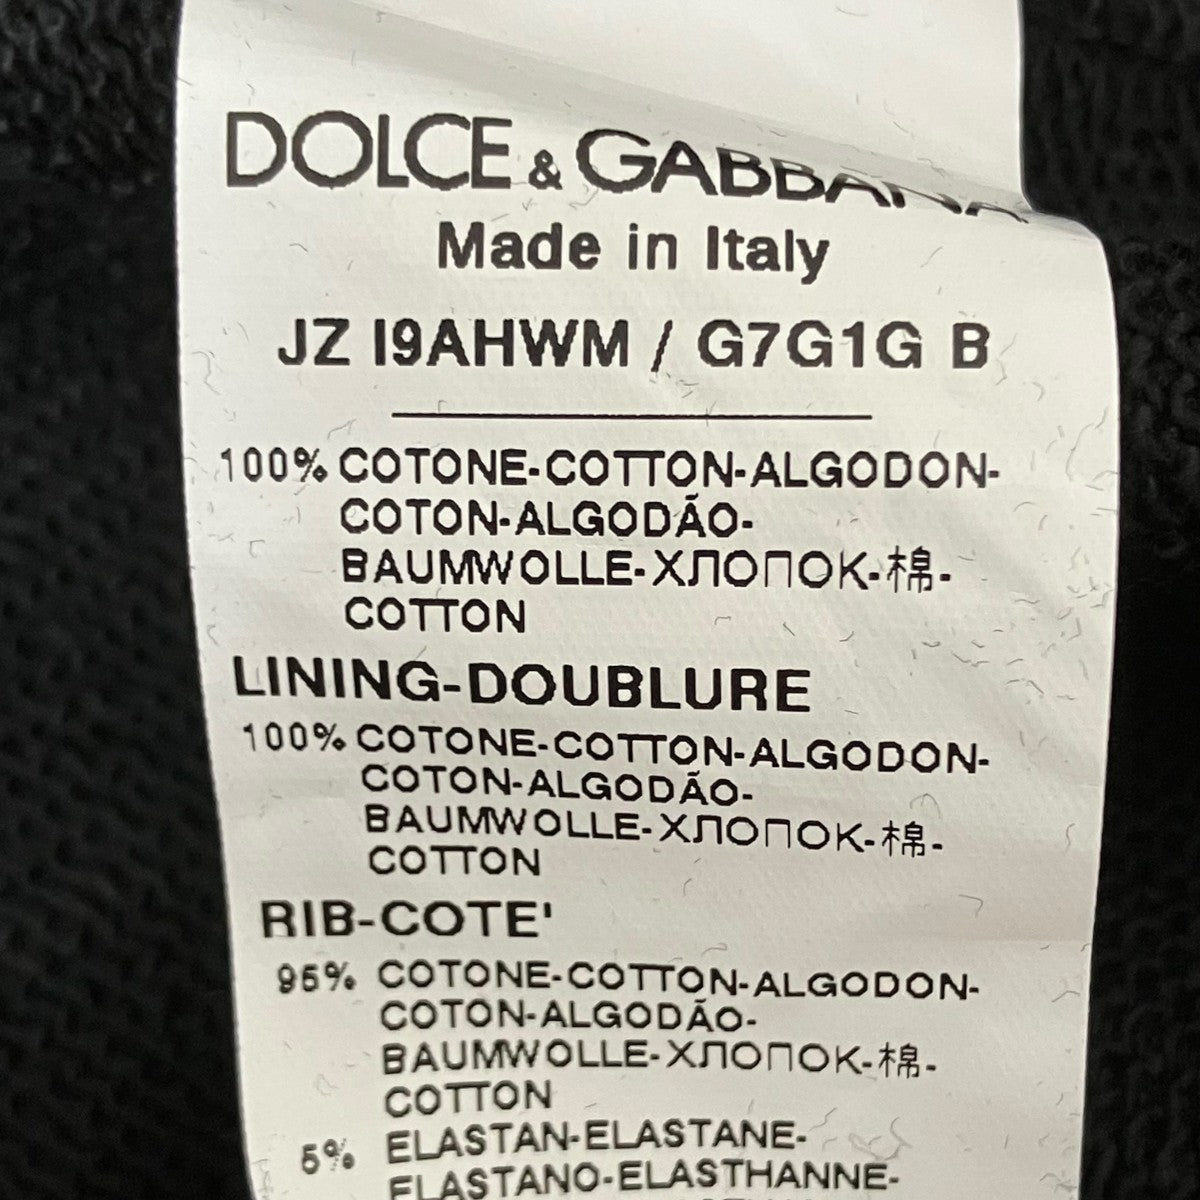 DOLCE & GABBANA
Made in Italy
JZ I9AHWM / G7G1G B
100% COTONE-COTTON-ALGODON-
COTON-ALGODÃO-
BAUMWOLLE-ХЛОПОК-棉-
COTTON
LINING-DOUBLURE
100% COTONE-COTTON-ALGODON-
COTON-ALGODÃO-
BAUMWOLLE-ХЛОПОК-棉-
COTTON
RIB-COTE'
95% COTONE-COTTON-ALGODON-
COTON-ALGODÃO-
BAUMWOLLE-ХЛОПОК-棉-
COTTON
5% ELASTAN-ELASTANE-
ELASTANO-ELASTHANNE-